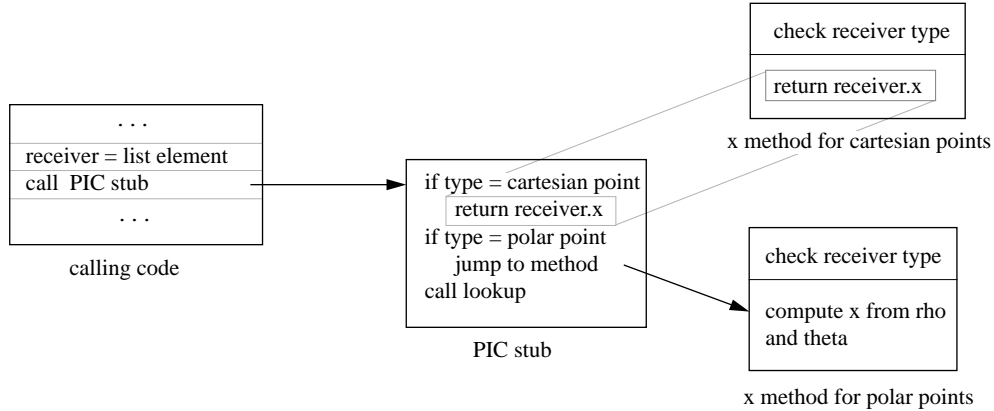 . . .
receiver = list element
call PIC stub
. . .
calling code
if type = cartesian point
return receiver.x
if type = polar point
jump to method
call lookup
PIC stub
check receiver type
return receiver.x
x method for cartesian points
check receiver type
compute x from rho
and theta
x method for polar points